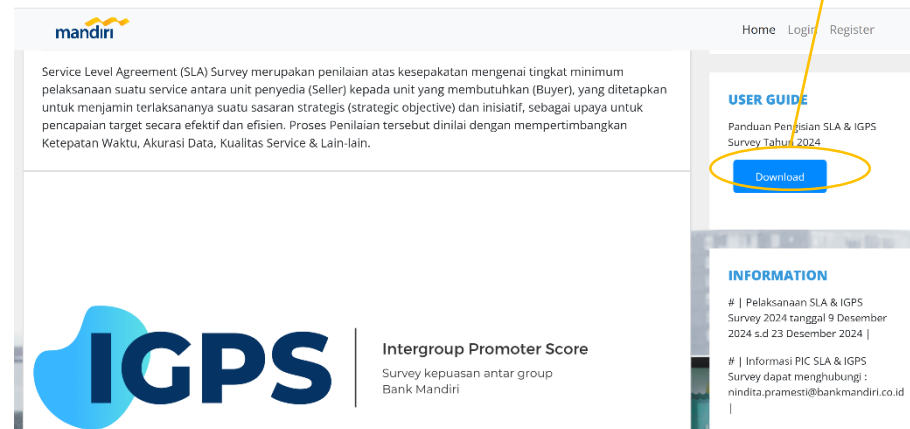 mandiri
Home Login Register
Service Level Agreement (SLA) Survey merupakan penilaian atas kesepakatan mengenai tingkat minimum
pelaksanaan suatu service antara unit penyedia (Seller) kepada unit yang membutuhkan (Buyer), yang ditetapkan
untuk menjamin terlaksananya suatu sasaran strategis (strategic objective) dan inisiatif, sebagai upaya untuk
pencapaian target secara efektif dan efisien. Proses Penilaian tersebut dinilai dengan mempertimbangkan
Ketepatan Waktu, Akurasi Data, Kualitas Service & Lain-lain.
IGPS
Intergroup Promoter Score
Survey kepuasan antar group
Bank Mandiri
USER GUIDE
Panduan Pengisian SLA & IGPS
Survey Tahun 2024
Download
INFORMATION
# | Pelaksanaan SLA & IGPS
Survey 2024 tanggal 9 Desember
2024 s.d 23 Desember 2024 |
# | Informasi PIC SLA & IGPS
Survey dapat menghubungi :
nindita.pramesti@bankmandiri.co.id
|